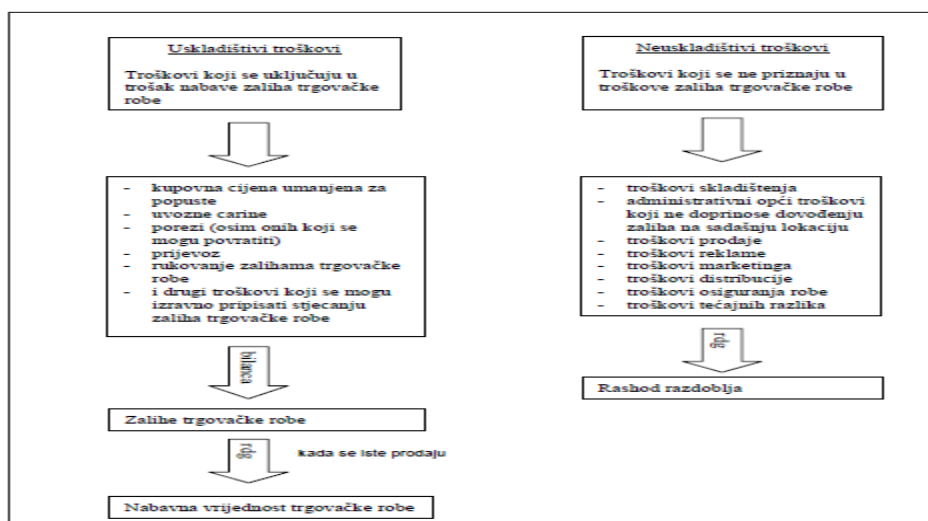 Uskladištivi troškovi
Troškovi koji se uključuju u
trošak nabave zaliha trgovačke
robe
- kupovna cijena umanjena za
popuste
- uvozne carine
- porezi (osim onih koji se
mogu povratiti)
- prijevoz
- rukovanje zalihama trgovačke
robe
- i drugi troškovi koji se mogu
izravno pripisati stjecanju
zaliha trgovačke robe
bilanca
Zalihe trgovačke robe
rdg
kada se iste prodaju
Nabavna vrijednost trgovačke robe
Neuskladištivi troškovi
Troškovi koji se ne priznaju u
troškove zaliha trgovačke robe
- troškovi skladištenja
- administrativni opći troškovi
koji ne doprinose dovođenju
zaliha na sadašnju lokaciju
- troškovi prodaje
- troškovi reklame
- troškovi marketinga
- troškovi distribucije
- troškovi osiguranja robe
- troškovi tečajnih razlika
rdg
Rashod razdoblja